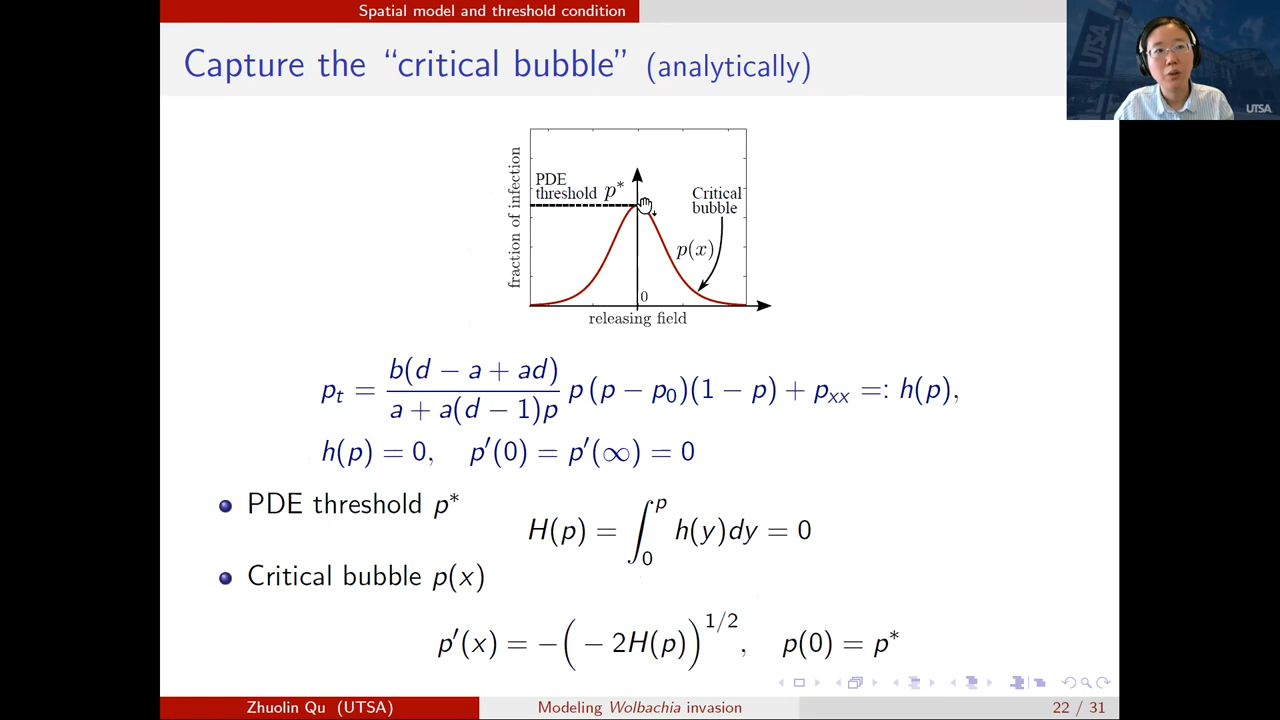 Spatial model and threshold condition
Capture the “critical bubble” (analytically)
UTSA
UTSA
fraction of infection
PDE
threshold p*
Critical
bubble
p(x)
0
releasing field
p_t = b(d − a + ad) / a + a(d − 1)p p (p − p_0)(1 − p) + p_xx =: h(p),
h(p) = 0, p′(0) = p′(∞) = 0
PDE threshold p*
H(p) = ∫_0^p h(y)dy = 0
Critical bubble p(x)
p′(x) = −( − 2H(p))^1/2, p(0) = p*
Zhuolin Qu (UTSA)
Modeling Wolbachia invasion
22 / 31